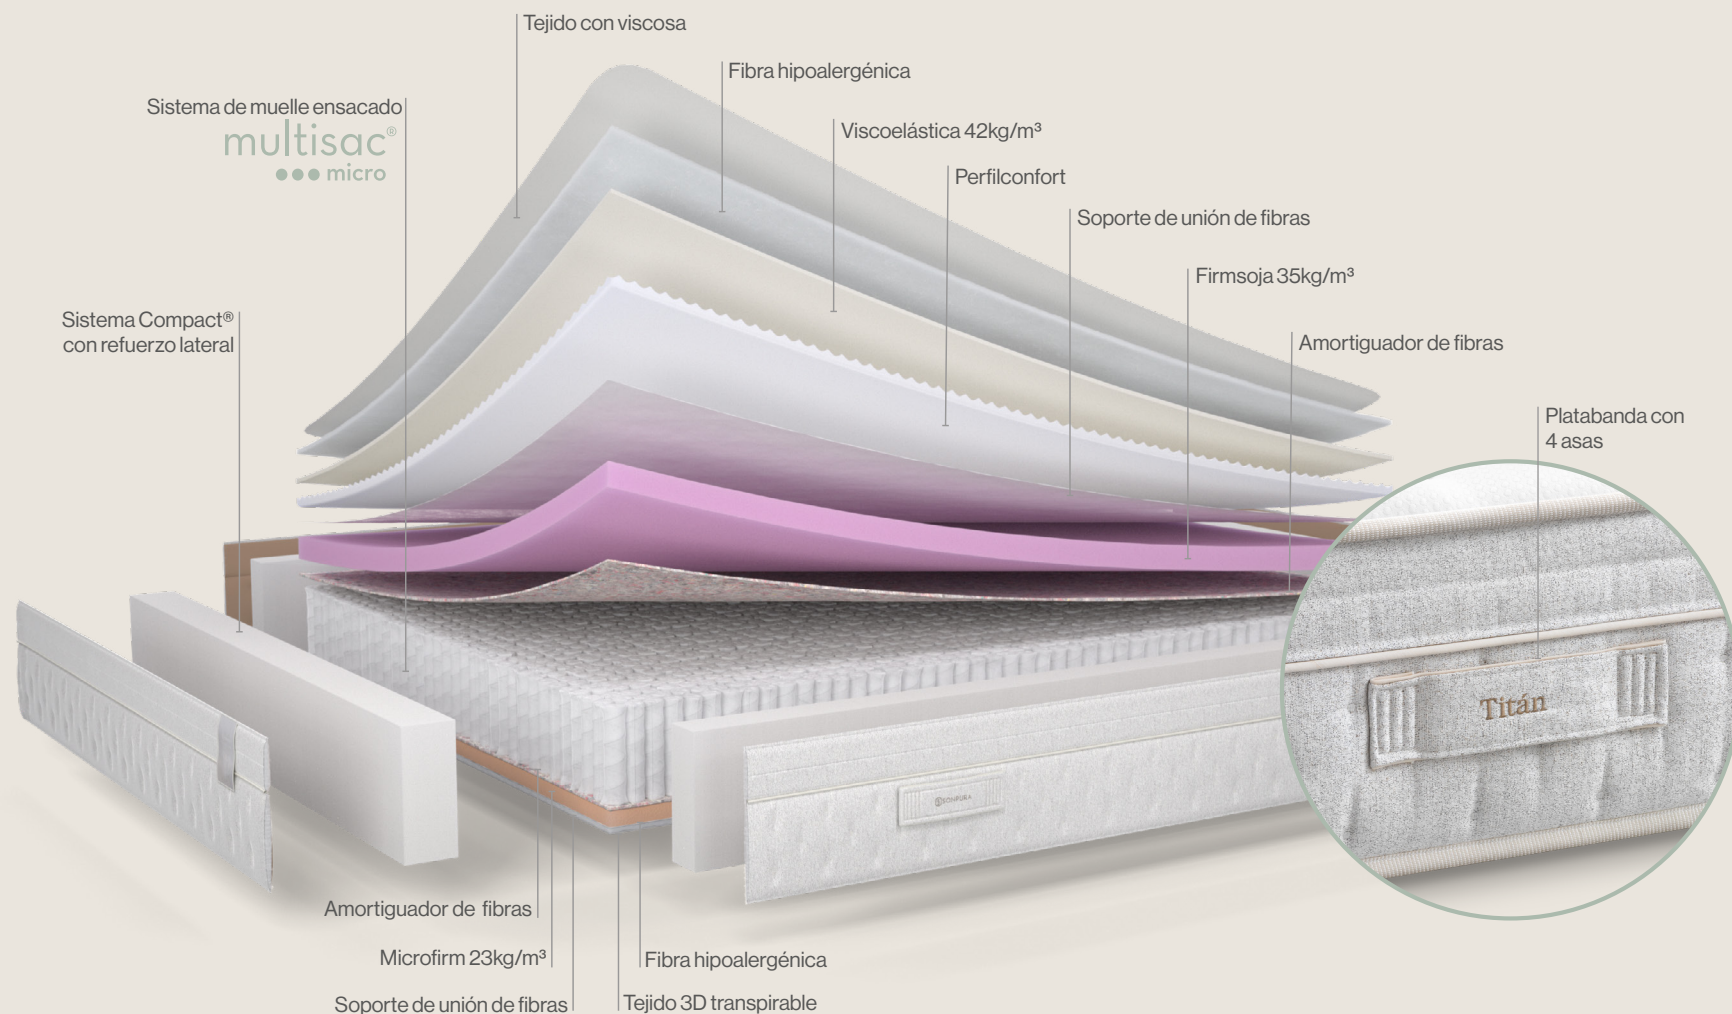 Tejido con viscosa
Fibra hipoalergénica
Sistema de muelle ensacado
multisac®
micro
Viscoelástica 42kg/m³
Perfilconfort
Soporte de unión de fibras
Firmsoja 35kg/m³
Sistema Compact®
con refuerzo lateral
Amortiguador de fibras
Platabanda con
4 asas
Titán
SONPURA
Amortiguador de fibras
Microfirm 23kg/m³
Fibra hipoalergénica
Soporte de unión de fibras
Tejido 3D transpirable